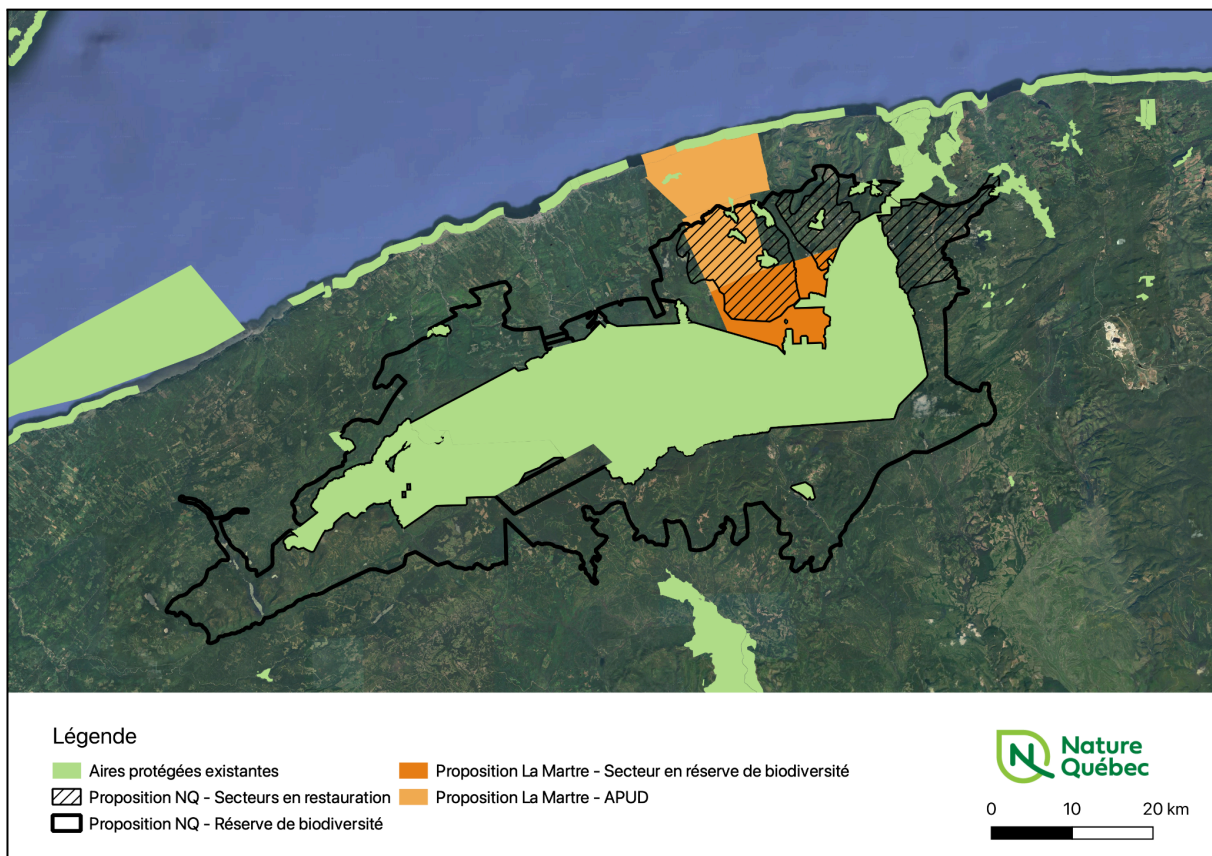 Légende
Aires protégées existantes
Proposition NQ - Secteurs en restauration
Proposition NQ - Réserve de biodiversité
Proposition La Martre - Secteur en réserve de biodiversité
Proposition La Martre - APUD
Nature
Québec
0 10 20 km